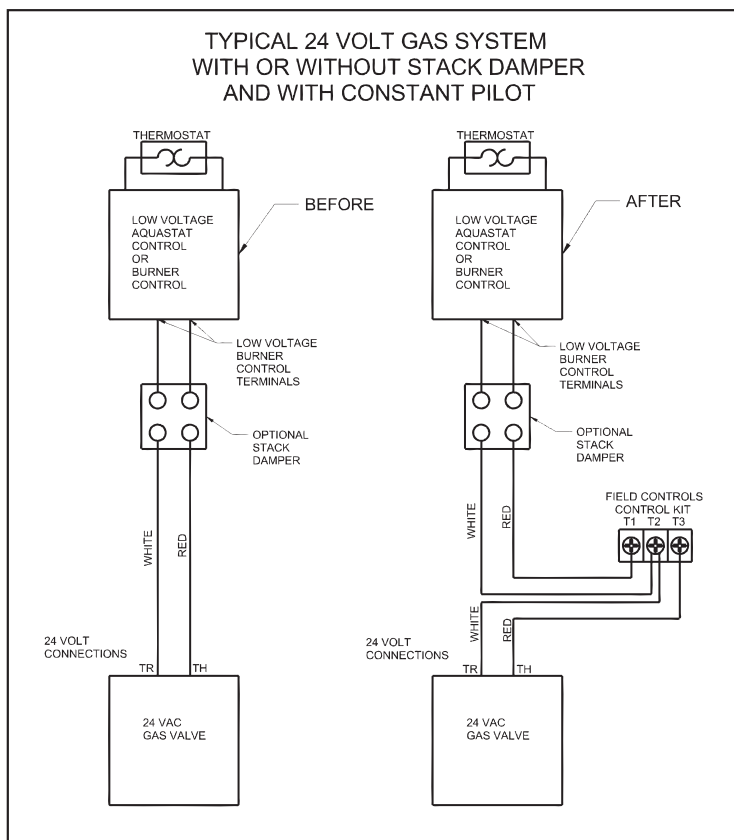 TYPICAL 24 VOLT GAS SYSTEM
WITH OR WITHOUT STACK DAMPER
AND WITH CONSTANT PILOT
THERMOSTAT
BEFORE
LOW VOLTAGE
AQUASTAT
CONTROL
OR
BURNER
CONTROL
LOW VOLTAGE
BURNER
CONTROL
TERMINALS
OPTIONAL
STACK
DAMPER
WHITE
RED
24 VOLT
CONNECTIONS
TR
TH
24 VAC
GAS VALVE
THERMOSTAT
AFTER
LOW VOLTAGE
AQUASTAT
CONTROL
OR
BURNER
CONTROL
LOW VOLTAGE
BURNER
CONTROL
TERMINALS
OPTIONAL
STACK
DAMPER
FIELD CONTROLS
CONTROL KIT
T1 T2 T3
WHITE
RED
WHITE
RED
24 VOLT
CONNECTIONS
TR
TH
24 VAC
GAS VALVE